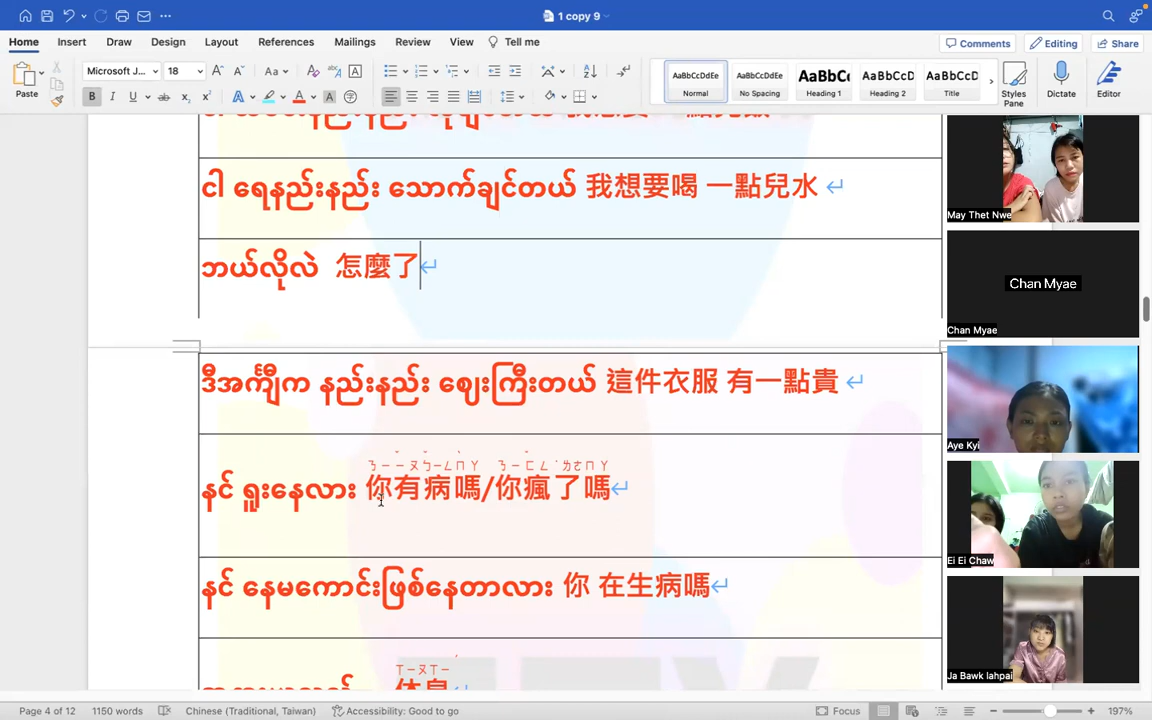 1 copy 9
Home Insert Draw Design Layout References Mailings Review View Tell me
Comments Editing Share
Paste
Microsoft J... 18
AaBbCcDdEe AaBbCcDdEe AaBbC AaBbCcD AaBbCcD
Normal No Spacing Heading 1 Heading 2 Title
Styles Pane
Dictate
Editor
ငါ ရေနည်းနည်း သောက်ချင်တယ် 我想要喝 一點兒水
ဘယ်လိုလဲ 怎麼了
ဒီအင်္ကျီက နည်းနည်း ဈေးကြီးတယ် 這件衣服 有一點貴
နင် ရူးနေလား 你有病嗎/你瘋了嗎
နင် နေမကောင်းဖြစ်နေတာလား 你 在生病嗎
May Thet Nwe
Chan Myae
Chan Myae
Aye Kyi
Ei Ei Chaw
Ja Bawk lahpai
Page 4 of 12 1150 words Chinese (Traditional, Taiwan) Accessibility: Good to go
Focus 197%